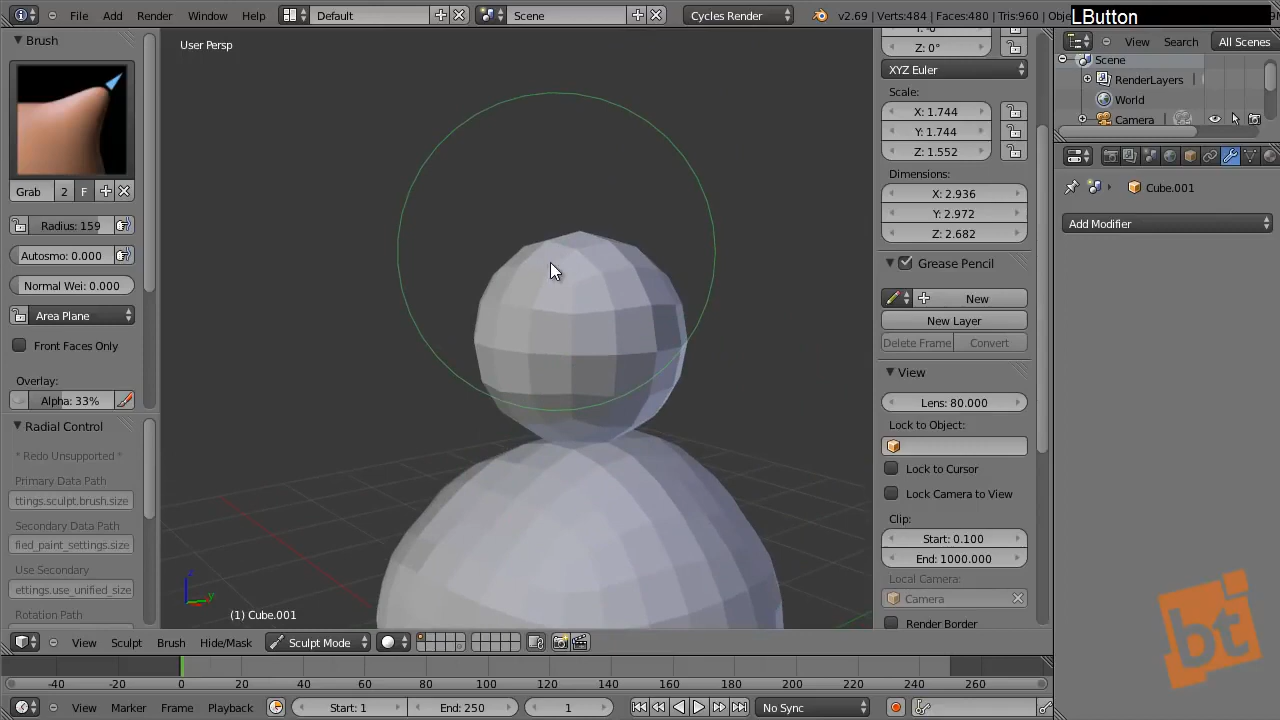 LButton
File Add Render Window Help
Default
Scene
Cycles Render
v2.69 | Verts:484 | Faces:480 | Tris:960 | Obje
Brush
User Persp
Grab 2 F
Radius: 159
Autosmo: 0.000
Normal Wei: 0.000
Area Plane
Front Faces Only
Overlay:
Alpha: 33%
Radial Control
* Redo Unsupported *
Primary Data Path
ttings.sculpt.brush.size
Secondary Data Path
fied_paint_settings.size
Use Secondary
ettings.use_unified_size
Rotation Path
(1) Cube.001
Z: 0°
XYZ Euler
Scale:
X: 1.744
Y: 1.744
Z: 1.552
Dimensions:
X: 2.936
Y: 2.972
Z: 2.682
Grease Pencil
New
New Layer
Delete Frame Convert
View
Lens: 80.000
Lock to Object:
Lock to Cursor
Lock Camera to View
Clip:
Start: 0.100
End: 1000.000
Local Camera:
Camera
Render Border
View Search All Scenes
Scene
RenderLayers
World
Camera
Cube.001
Add Modifier
View Sculpt Brush Hide/Mask Sculpt Mode
-40 -20 0 20 40 60 80 100 120 140 160 180 200 220 240 260
View Marker Frame Playback Start: 1 End: 250 1 No Sync
bt